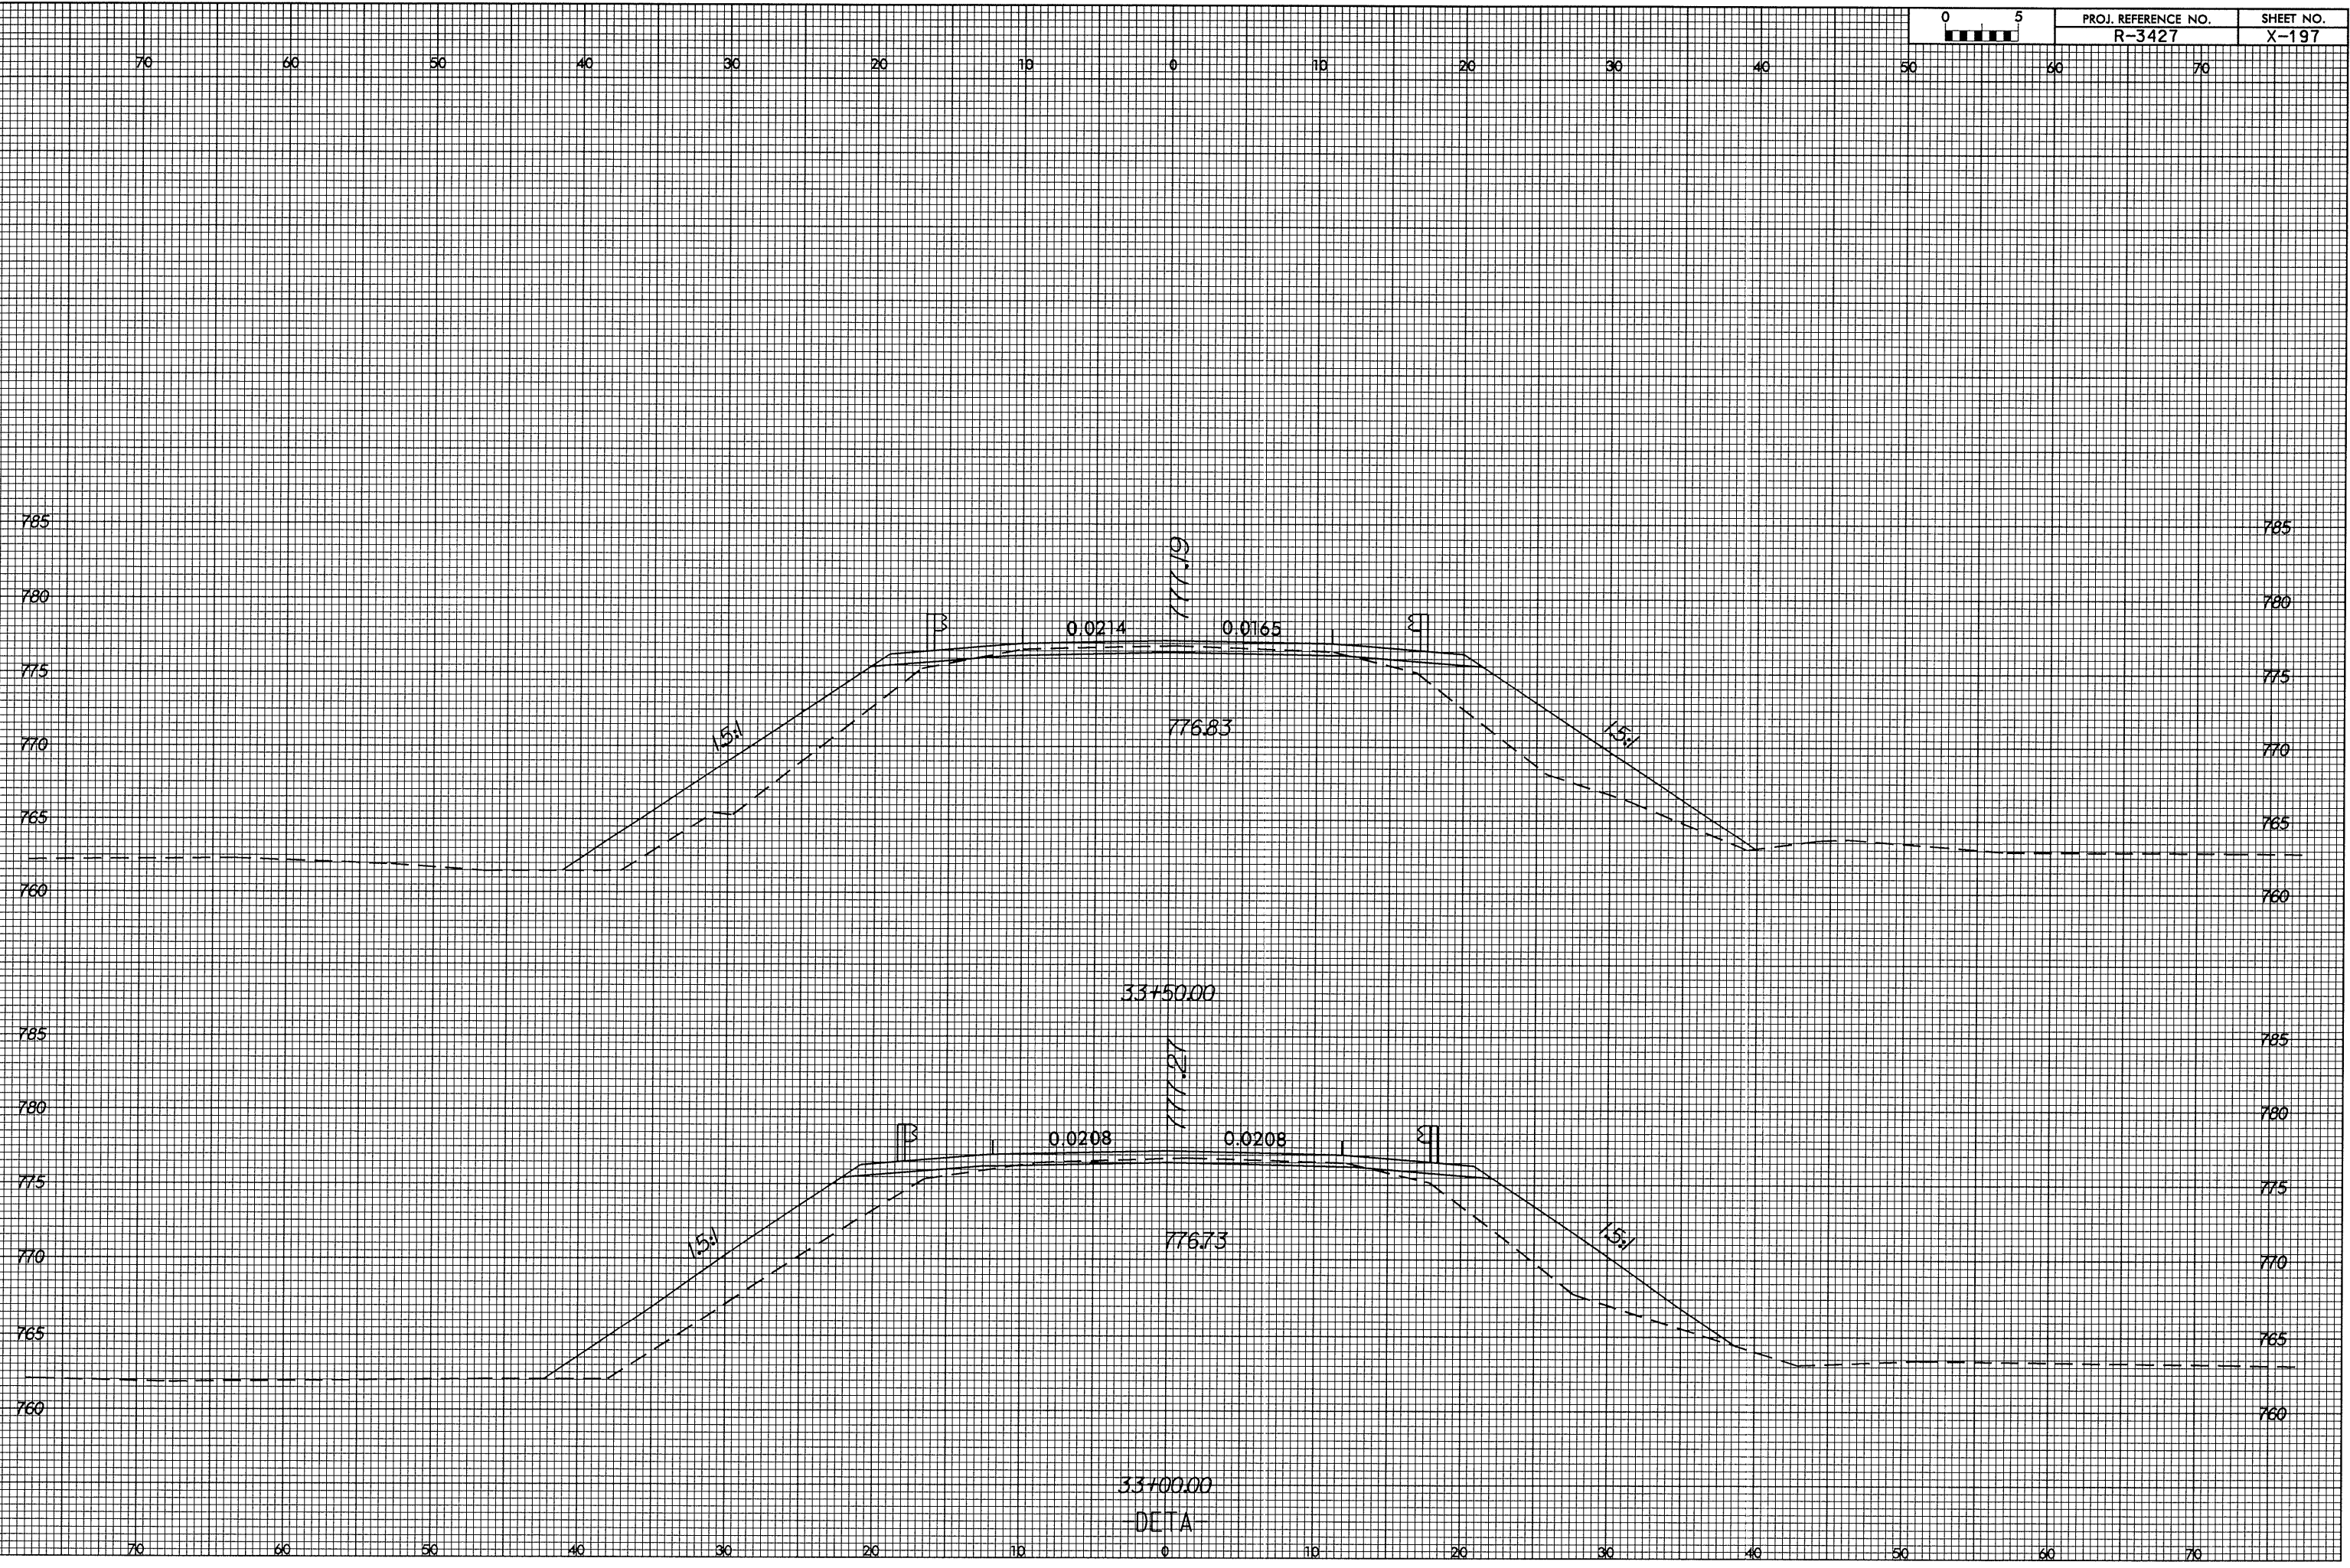 0 5
PROJ. REFERENCE NO. SHEET NO.
R-3427 X-197
70 60 50 40 30 20 10 0 10 20 30 40 50 60 70
785 785
777.19
780 780
0.0214 0.0165
775 775
1.5:1 776.83 1.5:1
770 770
765 765
760 760
33+50.00
785 785
777.27
780 780
0.0208 0.0208
775 775
1.5:1 776.73 1.5:1
770 770
765 765
760 760
33+00.00
-DETA-
70 60 50 40 30 20 10 0 10 20 30 40 50 60 70